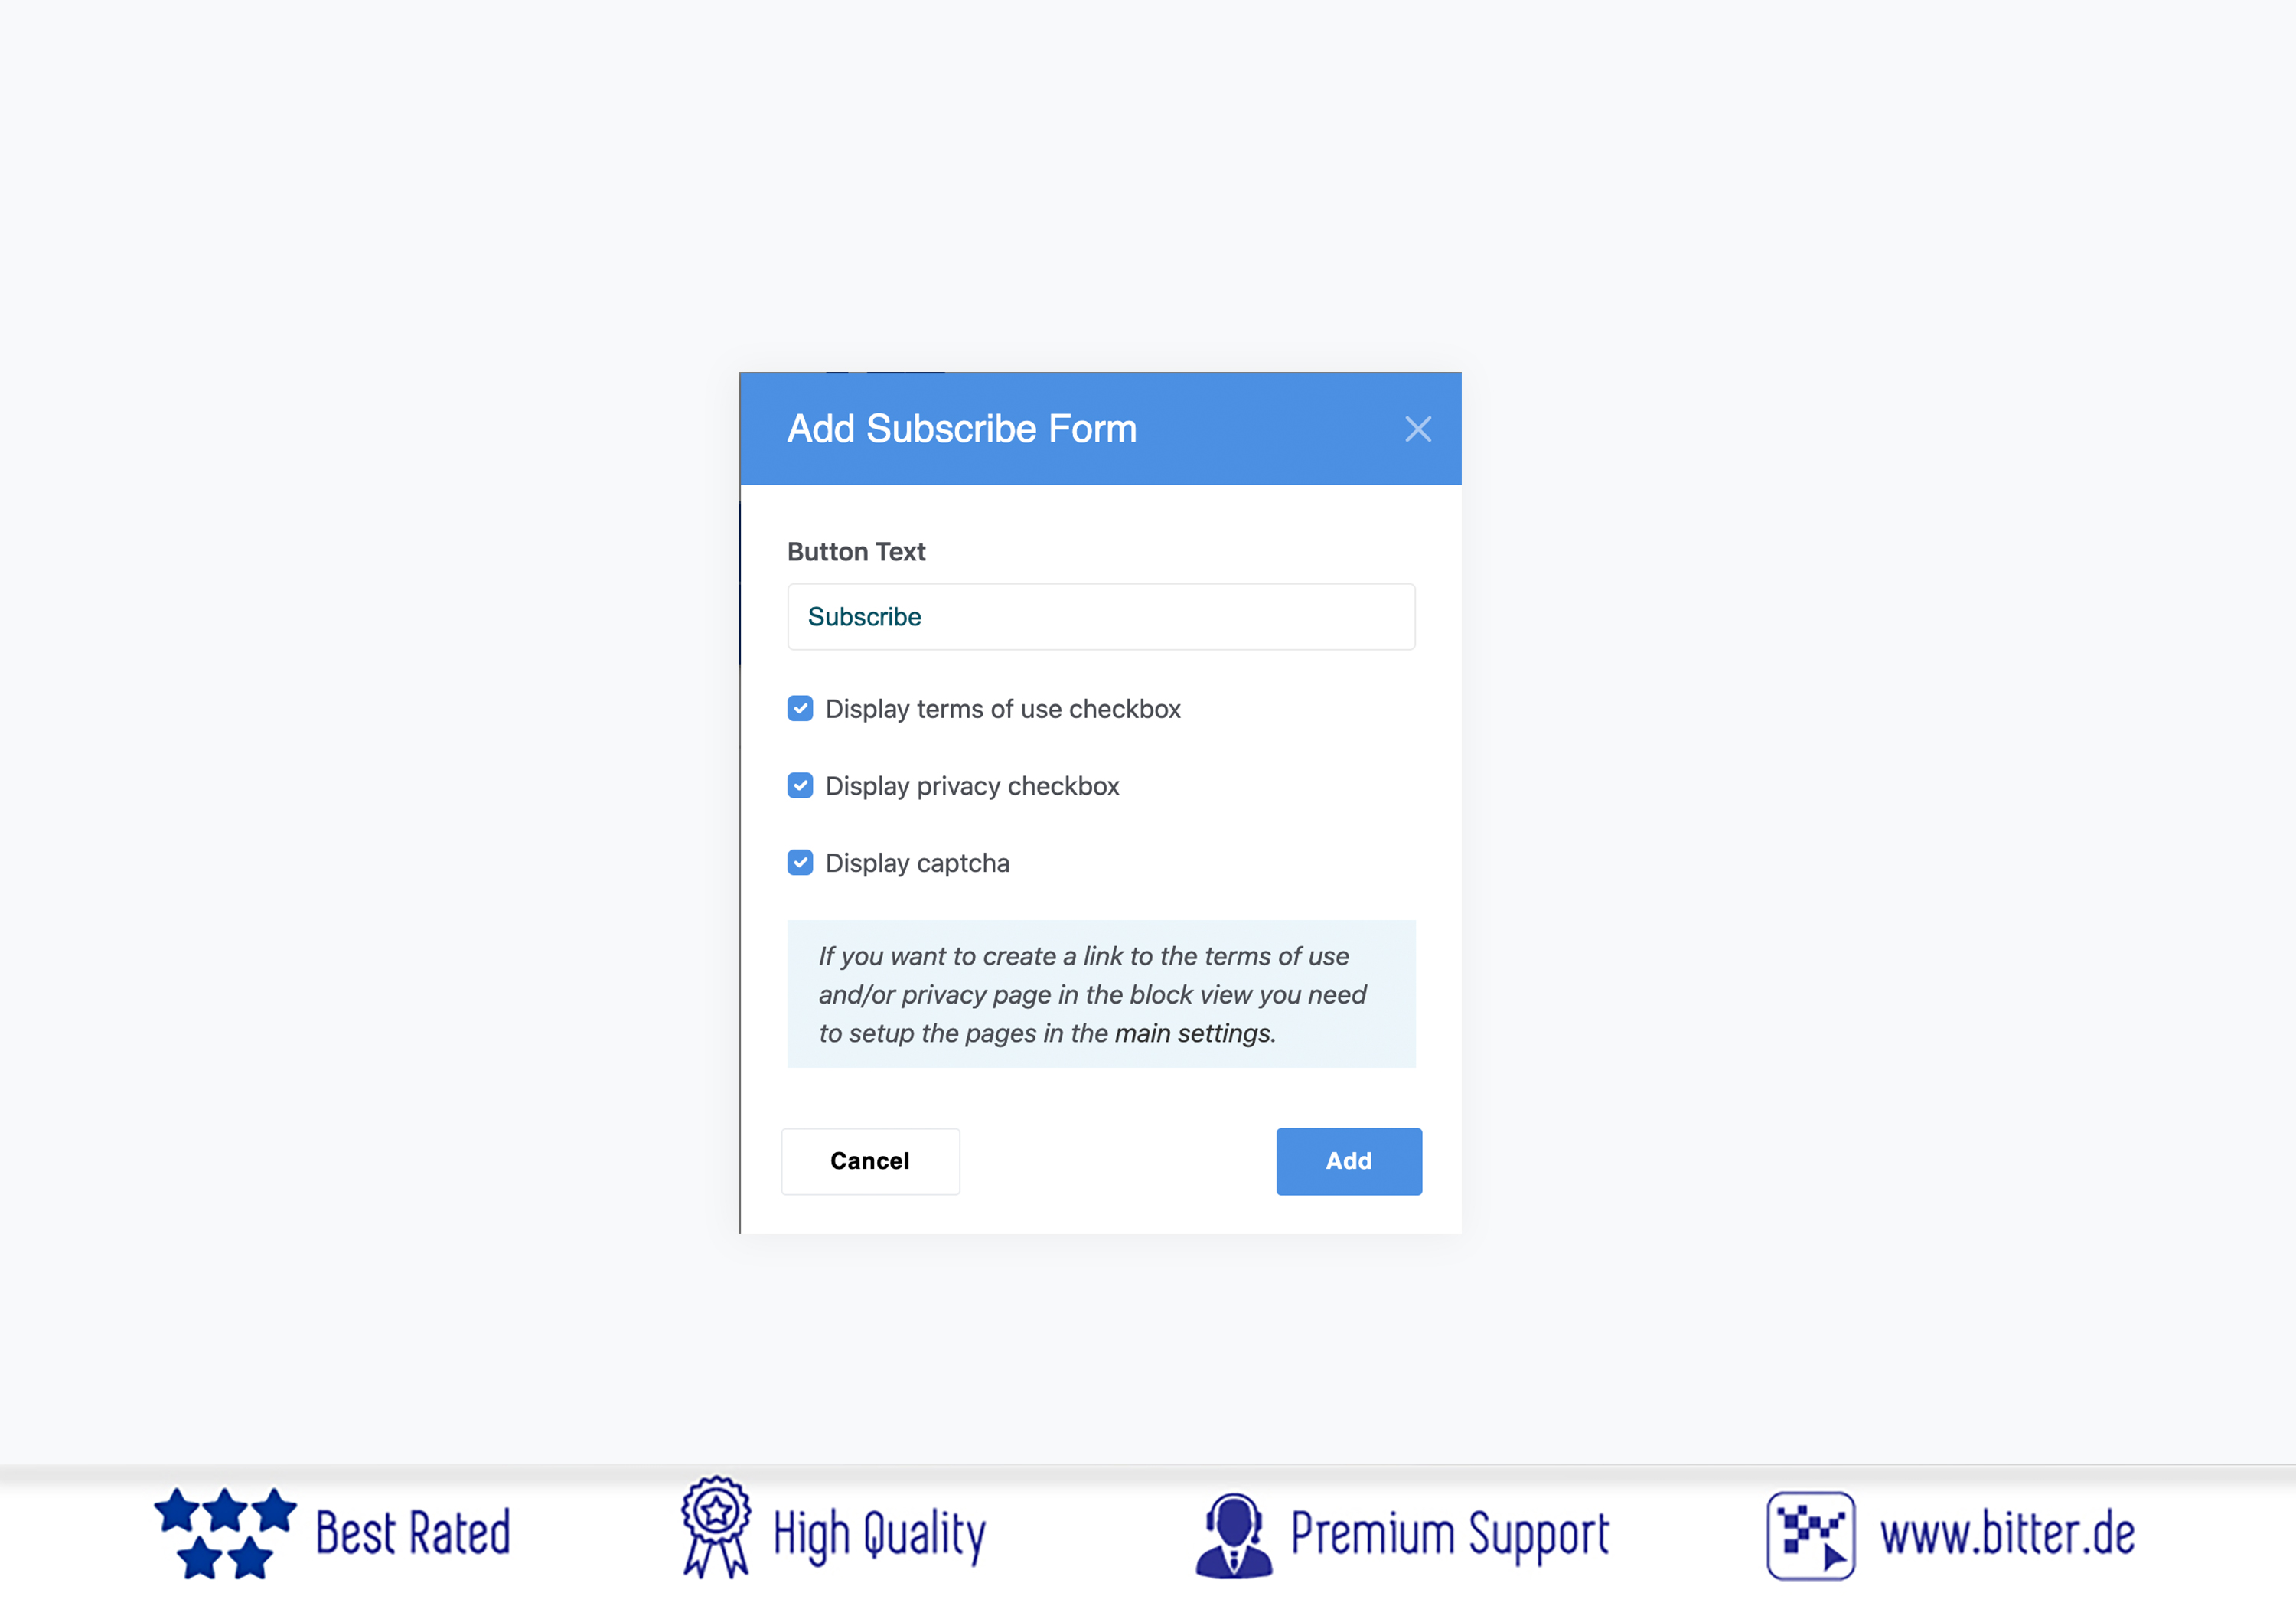 Add Subscribe Form
Button Text
Subscribe
Display terms of use checkbox
Display privacy checkbox
Display captcha
If you want to create a link to the terms of use
and/or privacy page in the block view you need
to setup the pages in the main settings.
Cancel
Add
Best Rated
High Quality
Premium Support
www.bitter.de